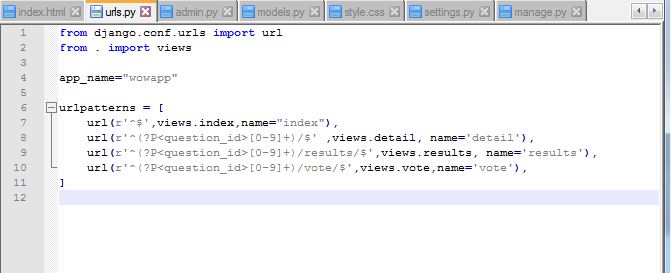 index.html urls.py admin.py models.py style.css settings.py manage.py
1 from django.conf.urls import url
2 from . import views
3
4 app_name="wowapp"
5
6 urlpatterns = [
7 url(r'^$',views.index,name="index"),
8 url(r'^(?P<question_id>[0-9]+)/$' ,views.detail, name='detail'),
9 url(r'^(?P<question_id>[0-9]+)/results/$',views.results, name='results'),
10 url(r'^(?P<question_id>[0-9]+)/vote/$',views.vote,name='vote'),
11 ]
12